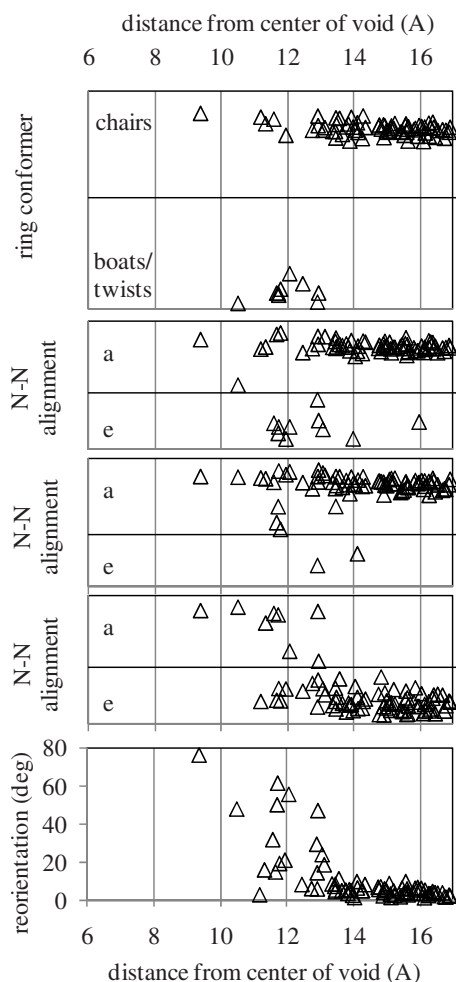 distance from center of void (A)
6 8 10 12 14 16
ring conformer
chairs
boats/
twists
N-N
alignment
a
e
N-N
alignment
a
e
N-N
alignment
a
e
reorientation (deg)
80
60
40
20
0
6 8 10 12 14 16
distance from center of void (A)